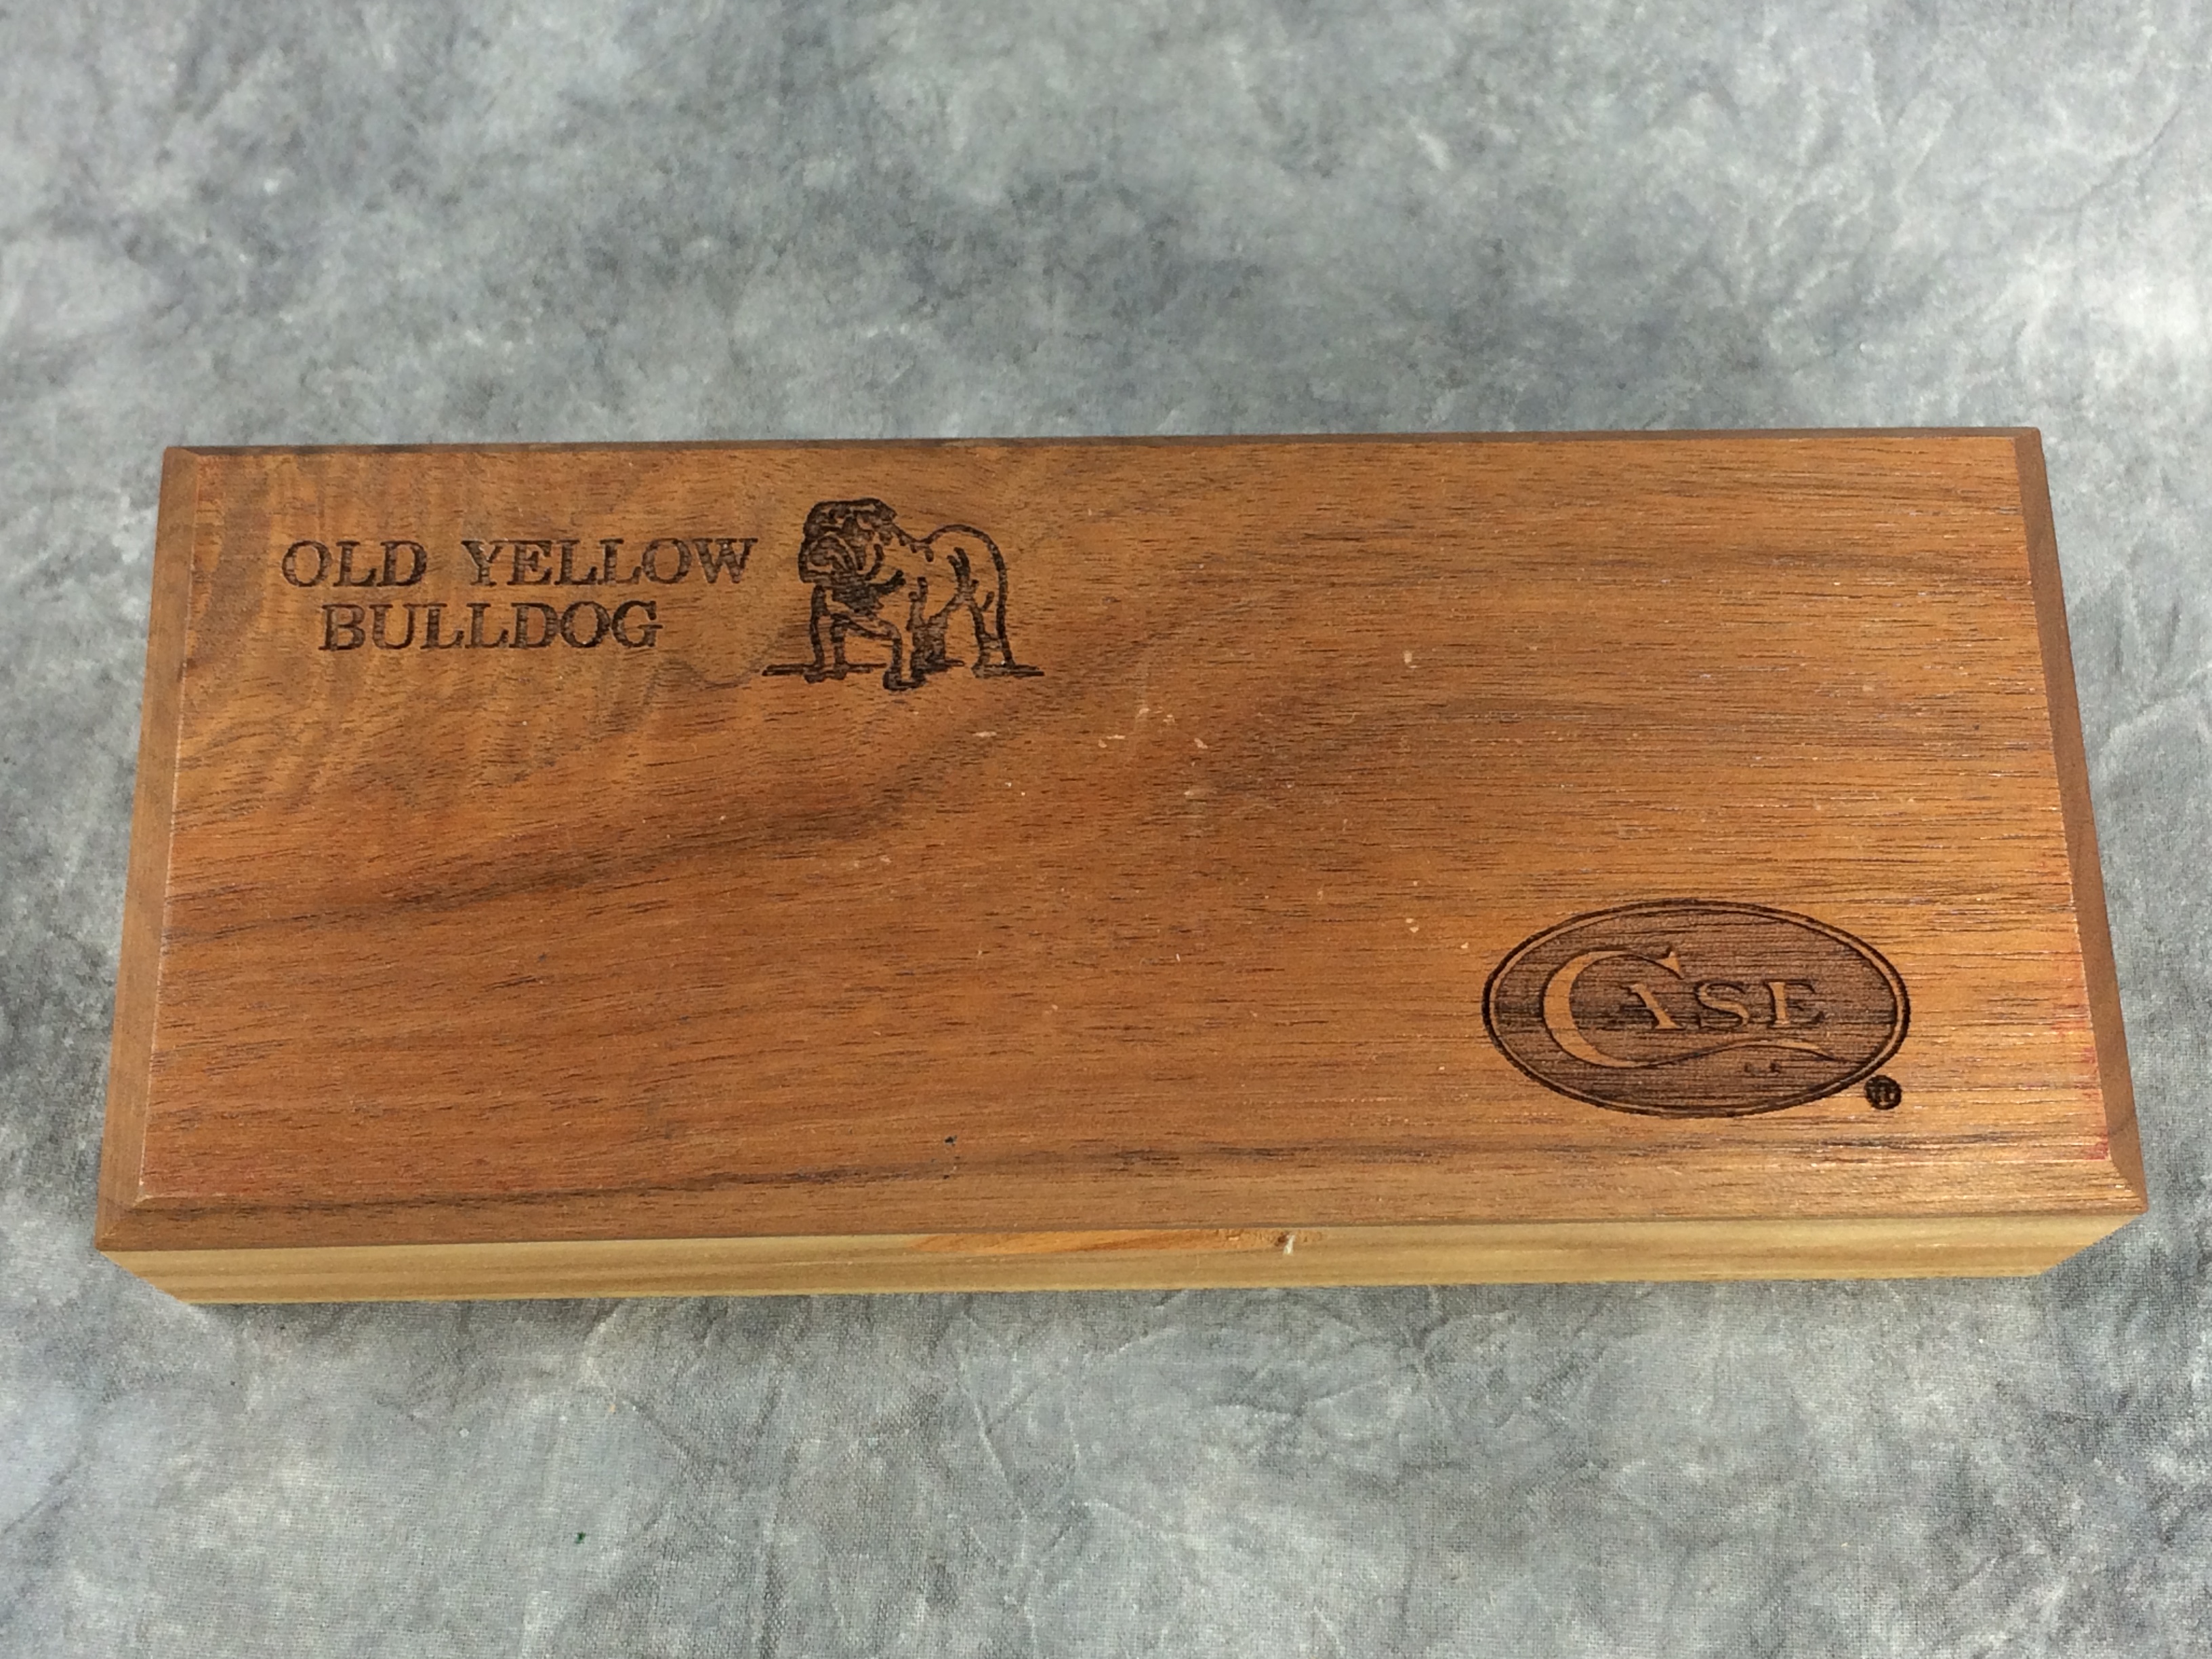 OLD YELLOW
BULLDOG
CASE
®